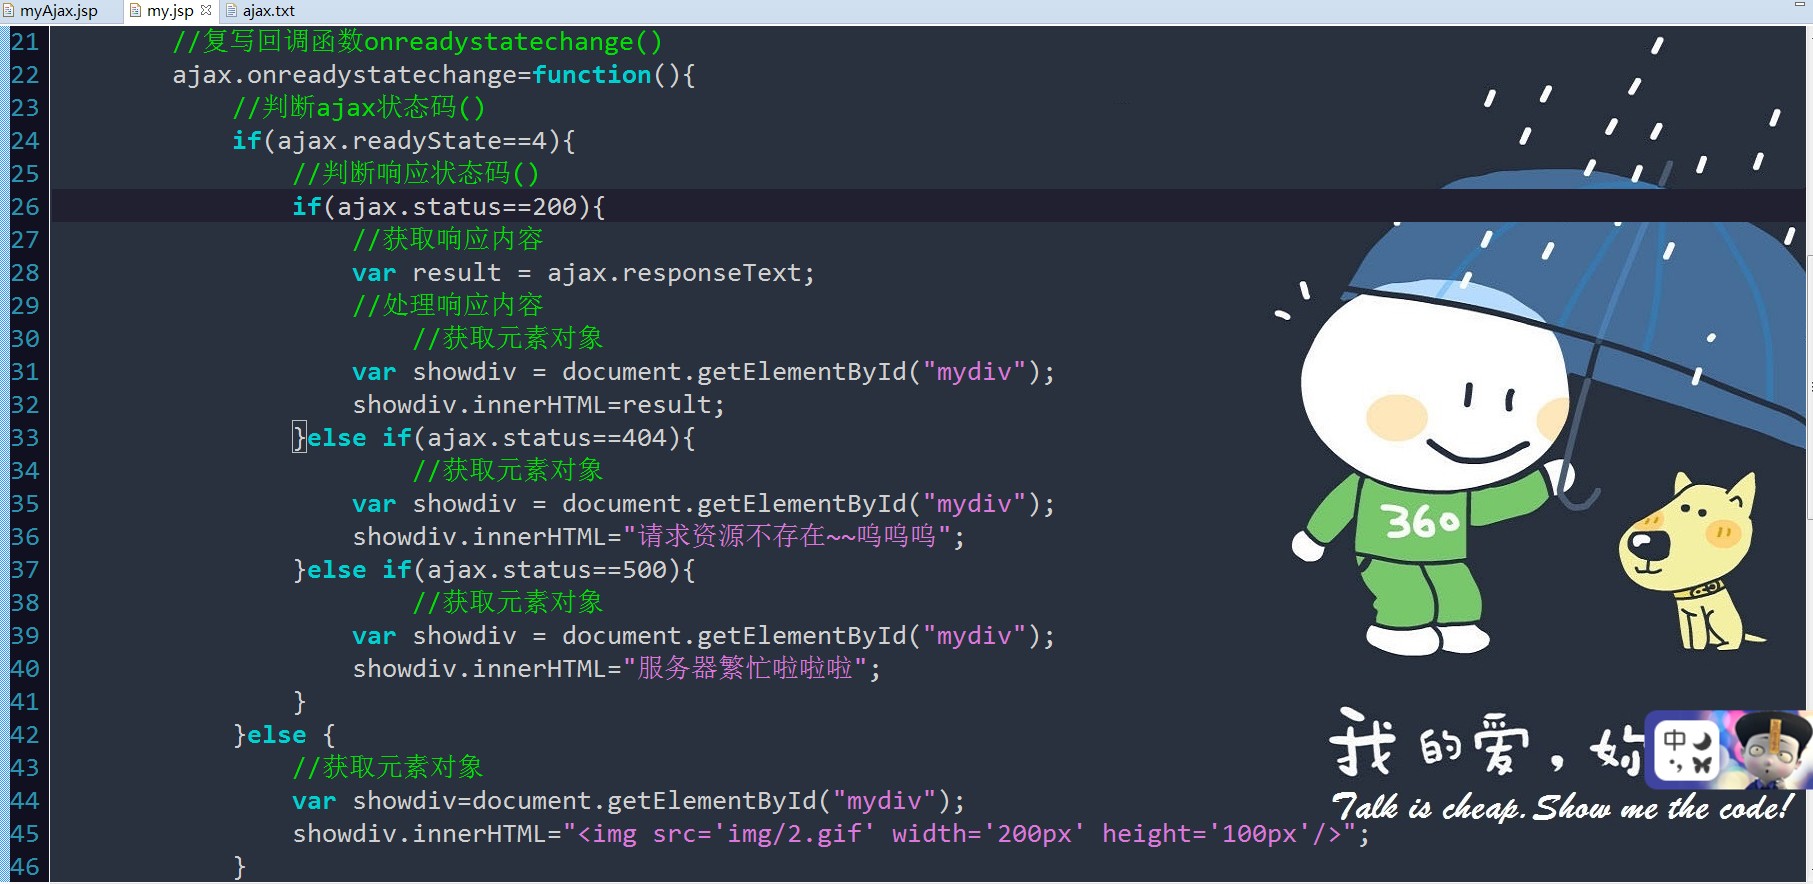 myAjax.jsp my.jsp ajax.txt
21 //复写回调函数onreadystatechange()
22 ajax.onreadystatechange=function(){
23 //判断ajax状态码()
24 if(ajax.readyState==4){
25 //判断响应状态码()
26 if(ajax.status==200){
27 //获取响应内容
28 var result = ajax.responseText;
29 //处理响应内容
30 //获取元素对象
31 var showdiv = document.getElementById("mydiv");
32 showdiv.innerHTML=result;
33 }else if(ajax.status==404){
34 //获取元素对象
35 var showdiv = document.getElementById("mydiv");
36 showdiv.innerHTML="请求资源不存在~~呜呜呜";
37 }else if(ajax.status==500){
38 //获取元素对象
39 var showdiv = document.getElementById("mydiv");
40 showdiv.innerHTML="服务器繁忙啦啦啦";
41 }
42 }else {
43 //获取元素对象
44 var showdiv=document.getElementById("mydiv");
45 showdiv.innerHTML="<img src='img/2.gif' width='200px' height='100px'/>";
46 }
360
我的爱，
中
Talk is cheap. Show me the code!